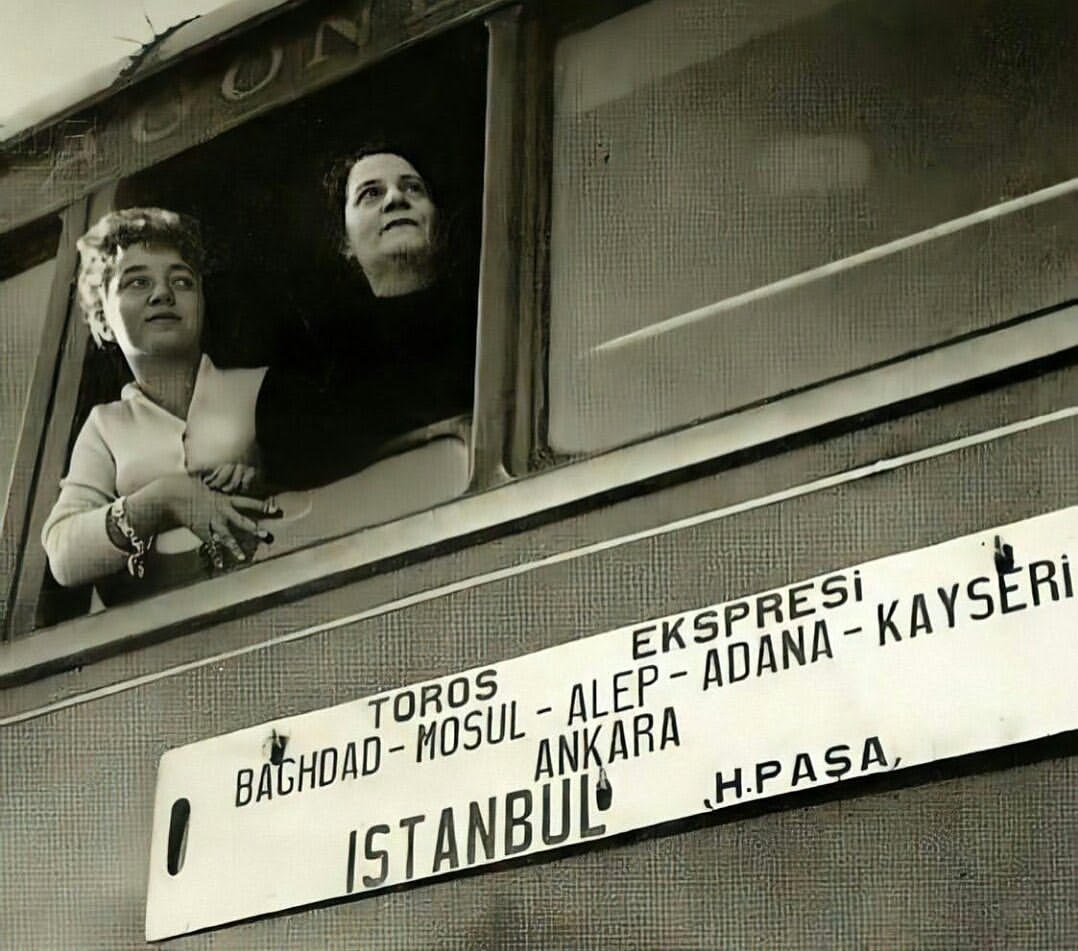 TOROS EKSPRESİ
BAGHDAD - MOSUL - ALEP - ADANA - KAYSERİ
ANKARA
ISTANBUL , H.PAŞA,